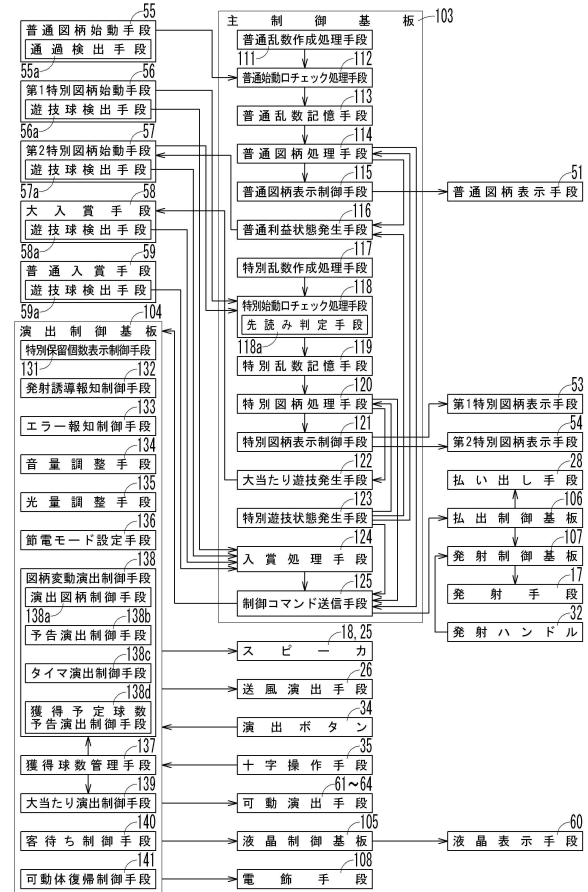 55
普通図柄始動手段
通過検出手段
55a
56
第1特別図柄始動手段
遊技球検出手段
56a
57
第2特別図柄始動手段
遊技球検出手段
57a
58
大入賞手段
遊技球検出手段
58a
59
普通入賞手段
遊技球検出手段
59a
104
演出制御基板
特別保留個数表示制御手段
131
132
発射誘導報知制御手段
133
エラー報知制御手段
134
音量調整手段
135
光量調整手段
136
節電モード設定手段
138
図柄変動演出制御手段
演出図柄制御手段
138a
138b
予告演出制御手段
138c
タイマ演出制御手段
138d
獲得予定球数
予告演出制御手段
137
獲得球数管理手段
139
大当たり演出制御手段
140
客待ち制御手段
141
可動体復帰制御手段
主制御基板
103
普通乱数作成処理手段
111
112
普通始動口チェック処理手段
113
普通乱数記憶手段
114
普通図柄処理手段
115
普通図柄表示制御手段
116
普通利益状態発生手段
117
特別乱数作成処理手段
118
特別始動口チェック処理手段
先読み判定手段
118a
119
特別乱数記憶手段
120
特別図柄処理手段
121
特別図柄表示制御手段
122
大当たり遊技発生手段
123
特別遊技状態発生手段
124
入賞処理手段
125
制御コマンド送信手段
18,25
スピーカ
26
送風演出手段
34
演出ボタン
35
十字操作手段
61～64
可動演出手段
105
液晶制御基板
108
電飾手段
51
普通図柄表示手段
53
第1特別図柄表示手段
54
第2特別図柄表示手段
28
払い出し手段
106
払出制御基板
107
発射制御基板
17
発射手段
32
発射ハンドル
60
液晶表示手段